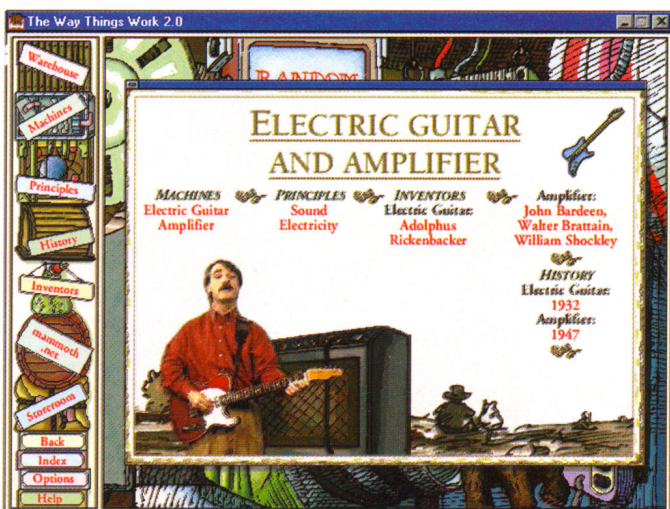 The Way Things Work 2.0
Warehouse
Machines
Principles
History
Inventors
mammoth
.net
Storeroom
Back
Index
Options
Help
RANDOM
ELECTRIC GUITAR
AND AMPLIFIER
MACHINES
Electric Guitar
Amplifier
PRINCIPLES
Sound
Electricity
INVENTORS
Electric Guitar:
Adolphus
Rickenbacker
Amplifier:
John Bardeen,
Walter Brattain,
William Shockley
HISTORY
Electric Guitar:
1932
Amplifier:
1947